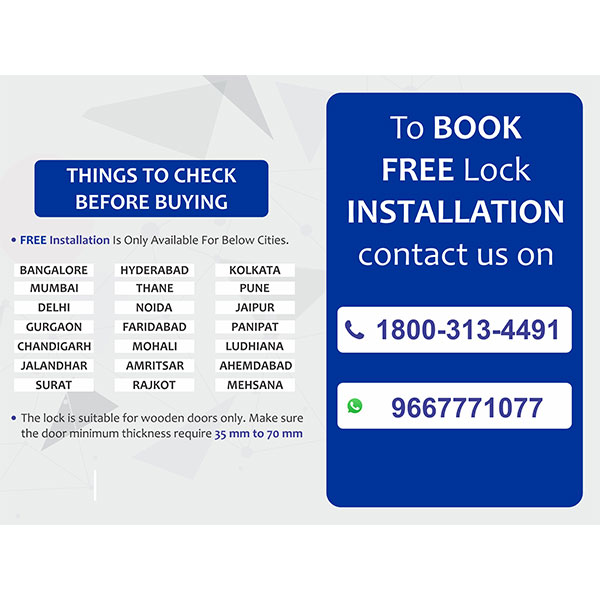 THINGS TO CHECK
BEFORE BUYING
• FREE Installation Is Only Available For Below Cities.
BANGALORE HYDERABAD KOLKATA
MUMBAI THANE PUNE
DELHI NOIDA JAIPUR
GURGAON FARIDABAD PANIPAT
CHANDIGARH MOHALI LUDHIANA
JALANDHAR AMRITSAR AHEMDABAD
SURAT RAJKOT MEHSANA
• The lock is suitable for wooden doors only. Make sure
the door minimum thickness require 35 mm to 70 mm
To BOOK
FREE Lock
INSTALLATION
contact us on
1800-313-4491
9667771077